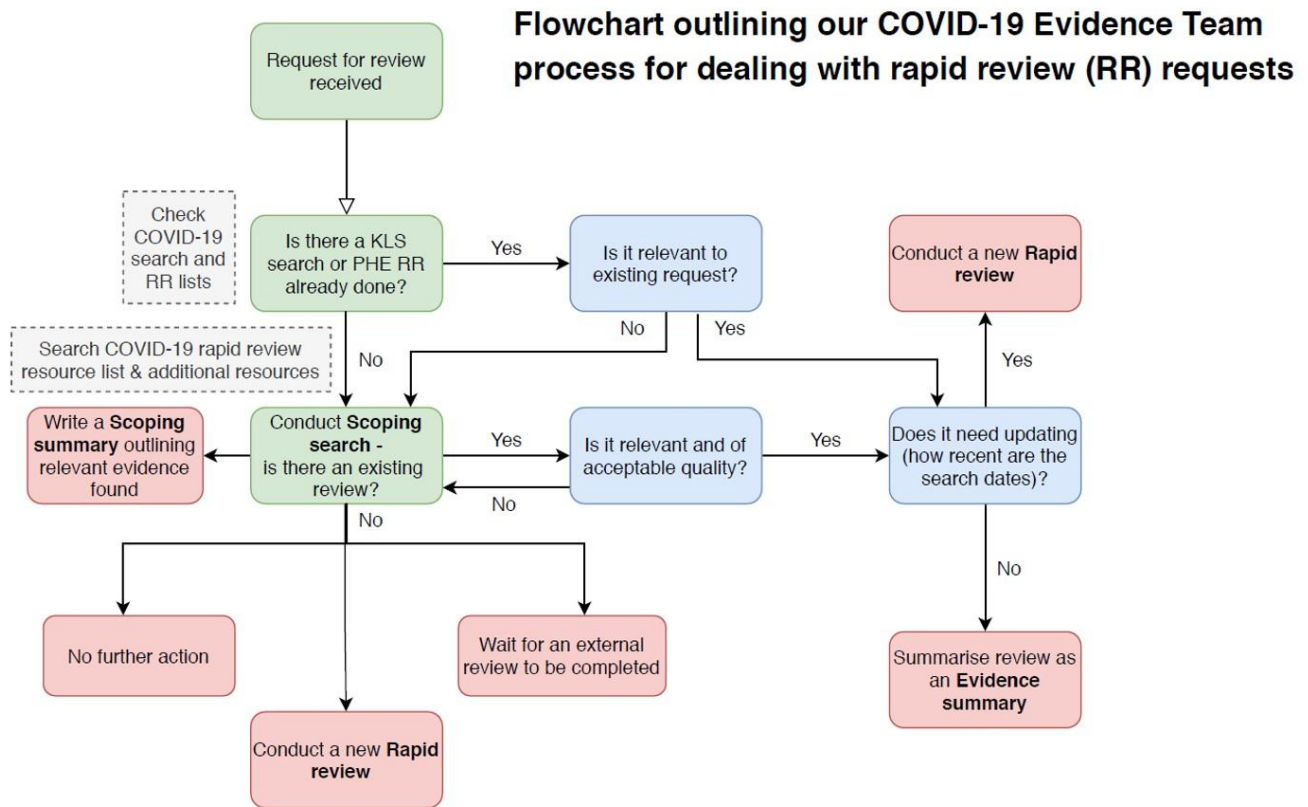 Flowchart outlining our COVID-19 Evidence Team
process for dealing with rapid review (RR) requests
Request for review
received
Check
COVID-19
search and
RR lists
Is there a KLS
search or PHE RR
already done?
Yes
Is it relevant to
existing request?
Conduct a new Rapid
review
No
Yes
Yes
Search COVID-19 rapid review
resource list & additional resources
No
Write a Scoping
summary outlining
relevant evidence
found
Conduct Scoping
search -
is there an existing
review?
Yes
No
Is it relevant and of
acceptable quality?
Yes
Does it need updating
(how recent are the
search dates)?
No
No
No further action
Wait for an external
review to be completed
Summarise review as
an Evidence
summary
Conduct a new Rapid
review